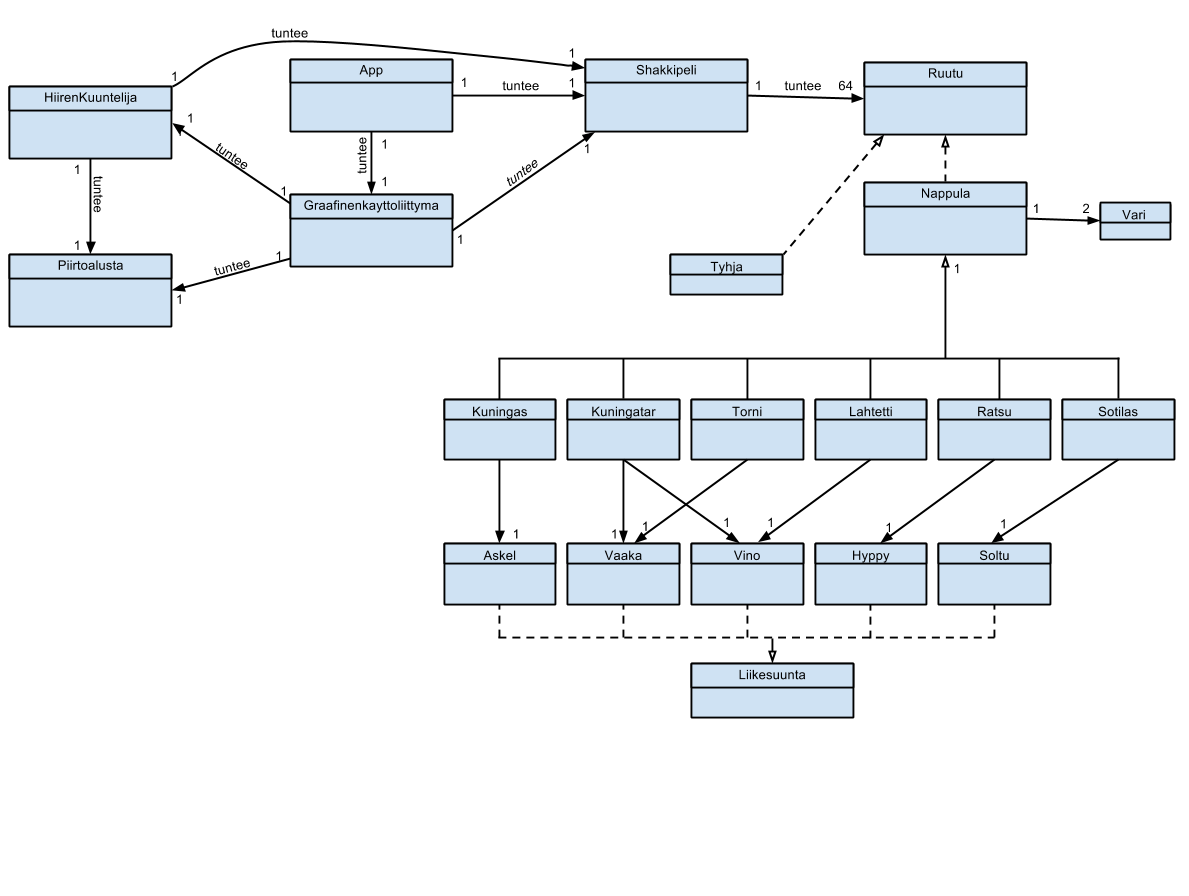 tuntee
1
1
App
Shakkipeli
Ruutu
HiirenKuuntelija
1
tuntee
1
1
tuntee
64
1
tuntee
1
tuntee
1
tuntee
1
1
tuntee
1
1
Nappula
Graafinenkayttoliittyma
1
2
Vari
1
1
tuntee
1
Piirtoalusta
1
Tyhja
1
Kuningas
Kuningatar
Torni
Lahtetti
Ratsu
Sotilas
1
1
1
1
1
1
1
Askel
Vaaka
Vino
Hyppy
Soltu
Liikesuunta